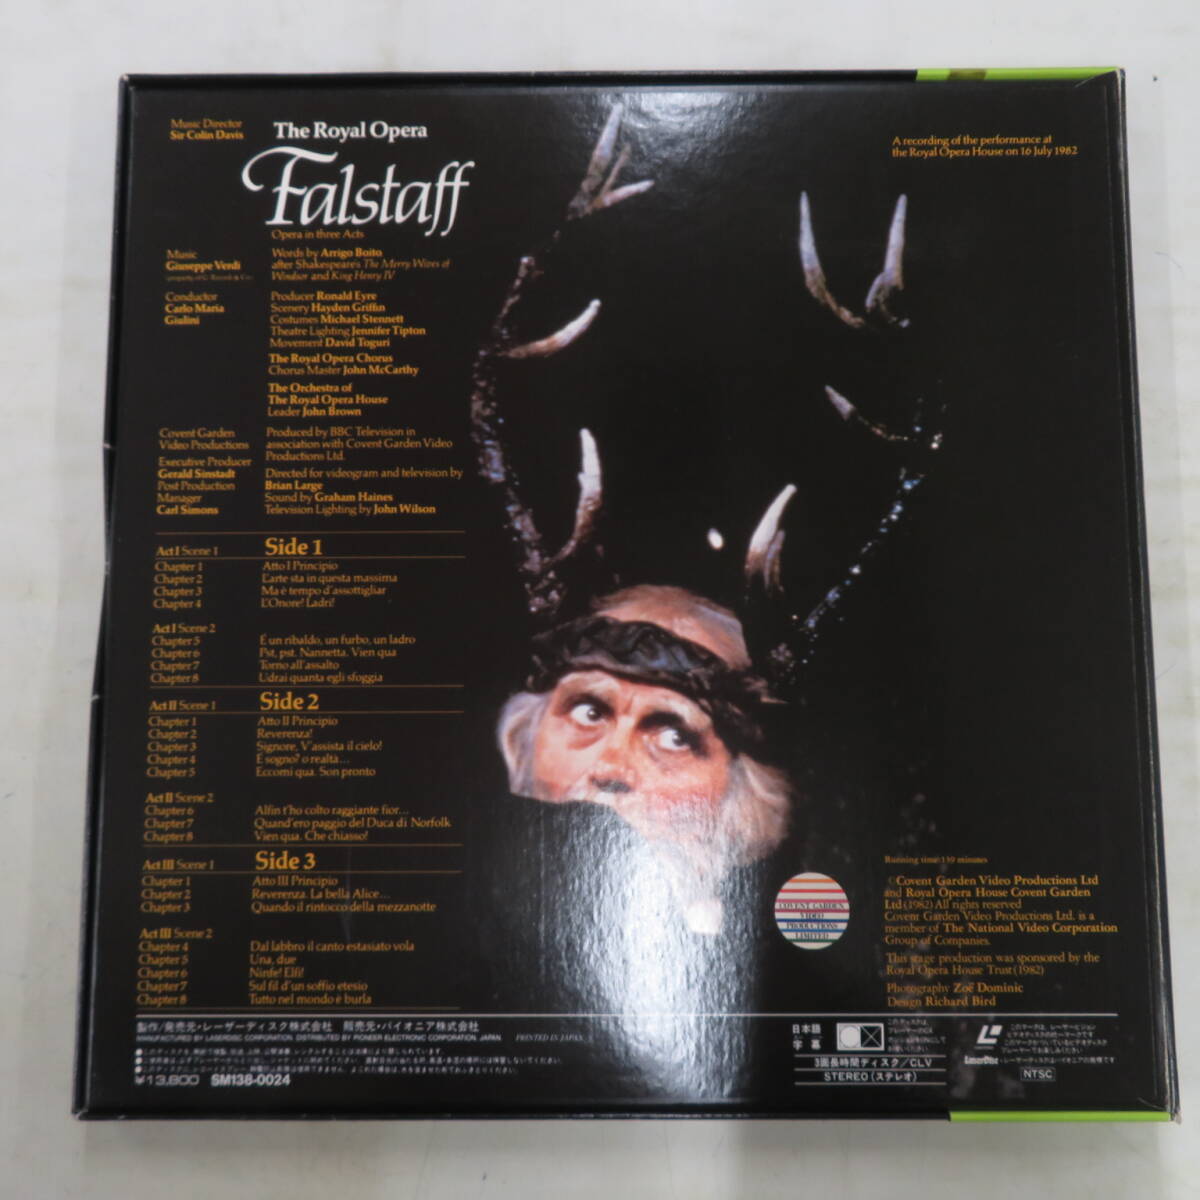 Music Director
Sir Colin Davis
The Royal Opera
Falstaff
Opera in three Acts
Music
Giuseppe Verdi
Words by Arrigo Boito
after Shakespeare's The Merry Wives of
Windsor and King Henry IV
Conductor
Carlo Maria
Giulini
Producer Ronald Eyre
Scenery Hayden Griffin
Costumes Michael Stennett
Theatre Lighting Jennifer Tipton
Movement David Toguri
The Royal Opera Chorus
Chorus Master John McCarthy
The Orchestra of
The Royal Opera House
Leader John Brown
Covent Garden
Video Productions
Executive Producer
Gerald Sinstadt
Post Production
Manager
Carl Simons
Produced by BBC Television in
association with Covent Garden Video
Productions Ltd.
Directed for videogram and television by
Brian Large
Sound by Graham Haines
Television Lighting by John Wilson
Act I Scene 1 Side 1
Chapter 1 Atto I Principio
Chapter 2 L'arte sta in questa massima
Chapter 3 Ma è tempo d'assottigliar
Chapter 4 L'Onore! Ladri!
Act I Scene 2
Chapter 5 E un ribaldo, un furbo, un ladro
Chapter 6 Pst, pst. Nannetta. Vien qua
Chapter 7 Torno all'assalto
Chapter 8 Udrai quanta egli sfoggia
Act II Scene 1 Side 2
Chapter 1 Atto II Principio
Chapter 2 Reverenza!
Chapter 3 Signore, V'assista il cielo!
Chapter 4 E sogno? o realtà...
Chapter 5 Eccomi qua. Son pronto
Act II Scene 2
Chapter 6 Alfin t'ho colto raggiante fior...
Chapter 7 Quand'ero paggio del Duca di Norfolk
Chapter 8 Vien qua. Che chiasso!
Act III Scene 1 Side 3
Chapter 1 Atto III Principio
Chapter 2 Reverenza. La bella Alice...
Chapter 3 Quando il rintocco della mezzanotte
Act III Scene 2
Chapter 4 Dal labbro il canto estasiato vola
Chapter 5 Una, due
Chapter 6 Ninfe! Elfi!
Chapter 7 Sul fil d'un soffio etesio
Chapter 8 Tutto nel mondo è burla
A recording of the performance at
the Royal Opera House on 16 July 1982
COVENT GARDEN
VIDEO
PRODUCTIONS
LIMITED
Running time: 139 minutes
©Covent Garden Video Productions Ltd
and Royal Opera House Covent Garden
Ltd (1982) All rights reserved
Covent Garden Video Productions Ltd. is a
member of The National Video Corporation
Group of Companies.
This stage production was sponsored by the
Royal Opera House Trust (1982)
Photography Zoë Dominic
Design Richard Bird
製作/発売元・レーザーディスク株式会社 販売元・パイオニア株式会社
MANUFACTURED BY LASERDISC CORPORATION. DISTRIBUTED BY PIONEER ELECTRONIC CORPORATION, JAPAN. PRINTED IN JAPAN
¥13,800 SM138-0024
日本語
字幕
3面長時間ディスク/CLV
STEREO (ステレオ)
LaserDisc
NTSC